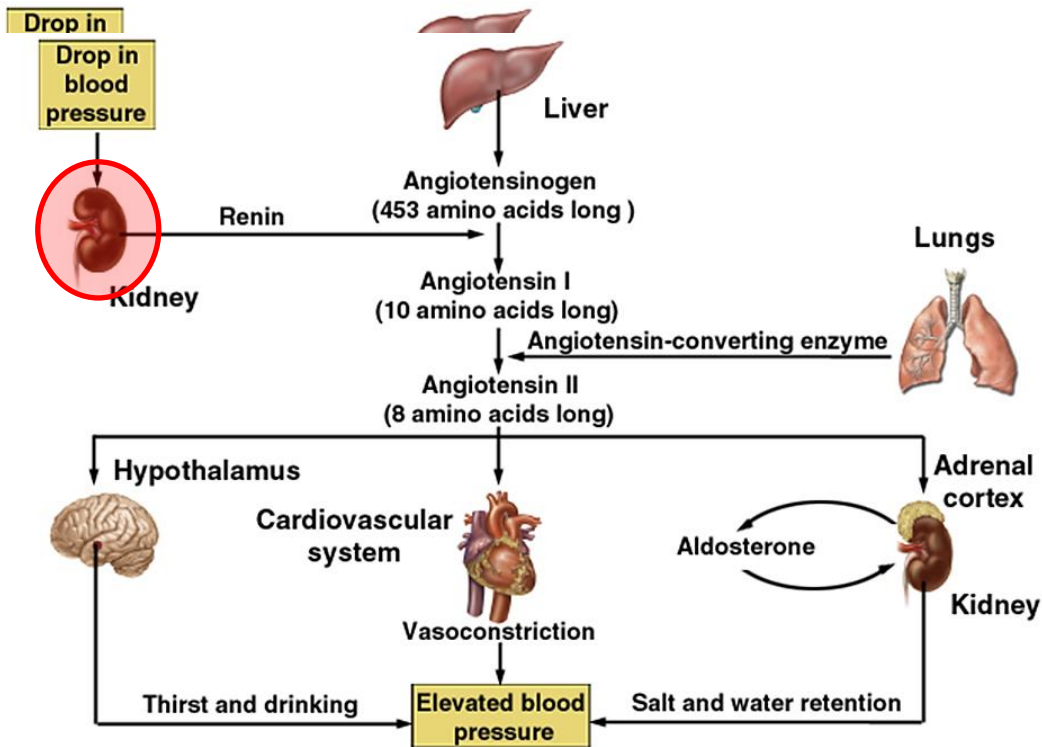 Drop in
Drop in
blood
pressure
Liver
Angiotensinogen
(453 amino acids long )
Renin
Lungs
Kidney
Angiotensin I
(10 amino acids long)
Angiotensin-converting enzyme
Angiotensin II
(8 amino acids long)
Hypothalamus
Adrenal
cortex
Cardiovascular
system
Aldosterone
Kidney
Vasoconstriction
Thirst and drinking
Elevated blood
pressure
Salt and water retention